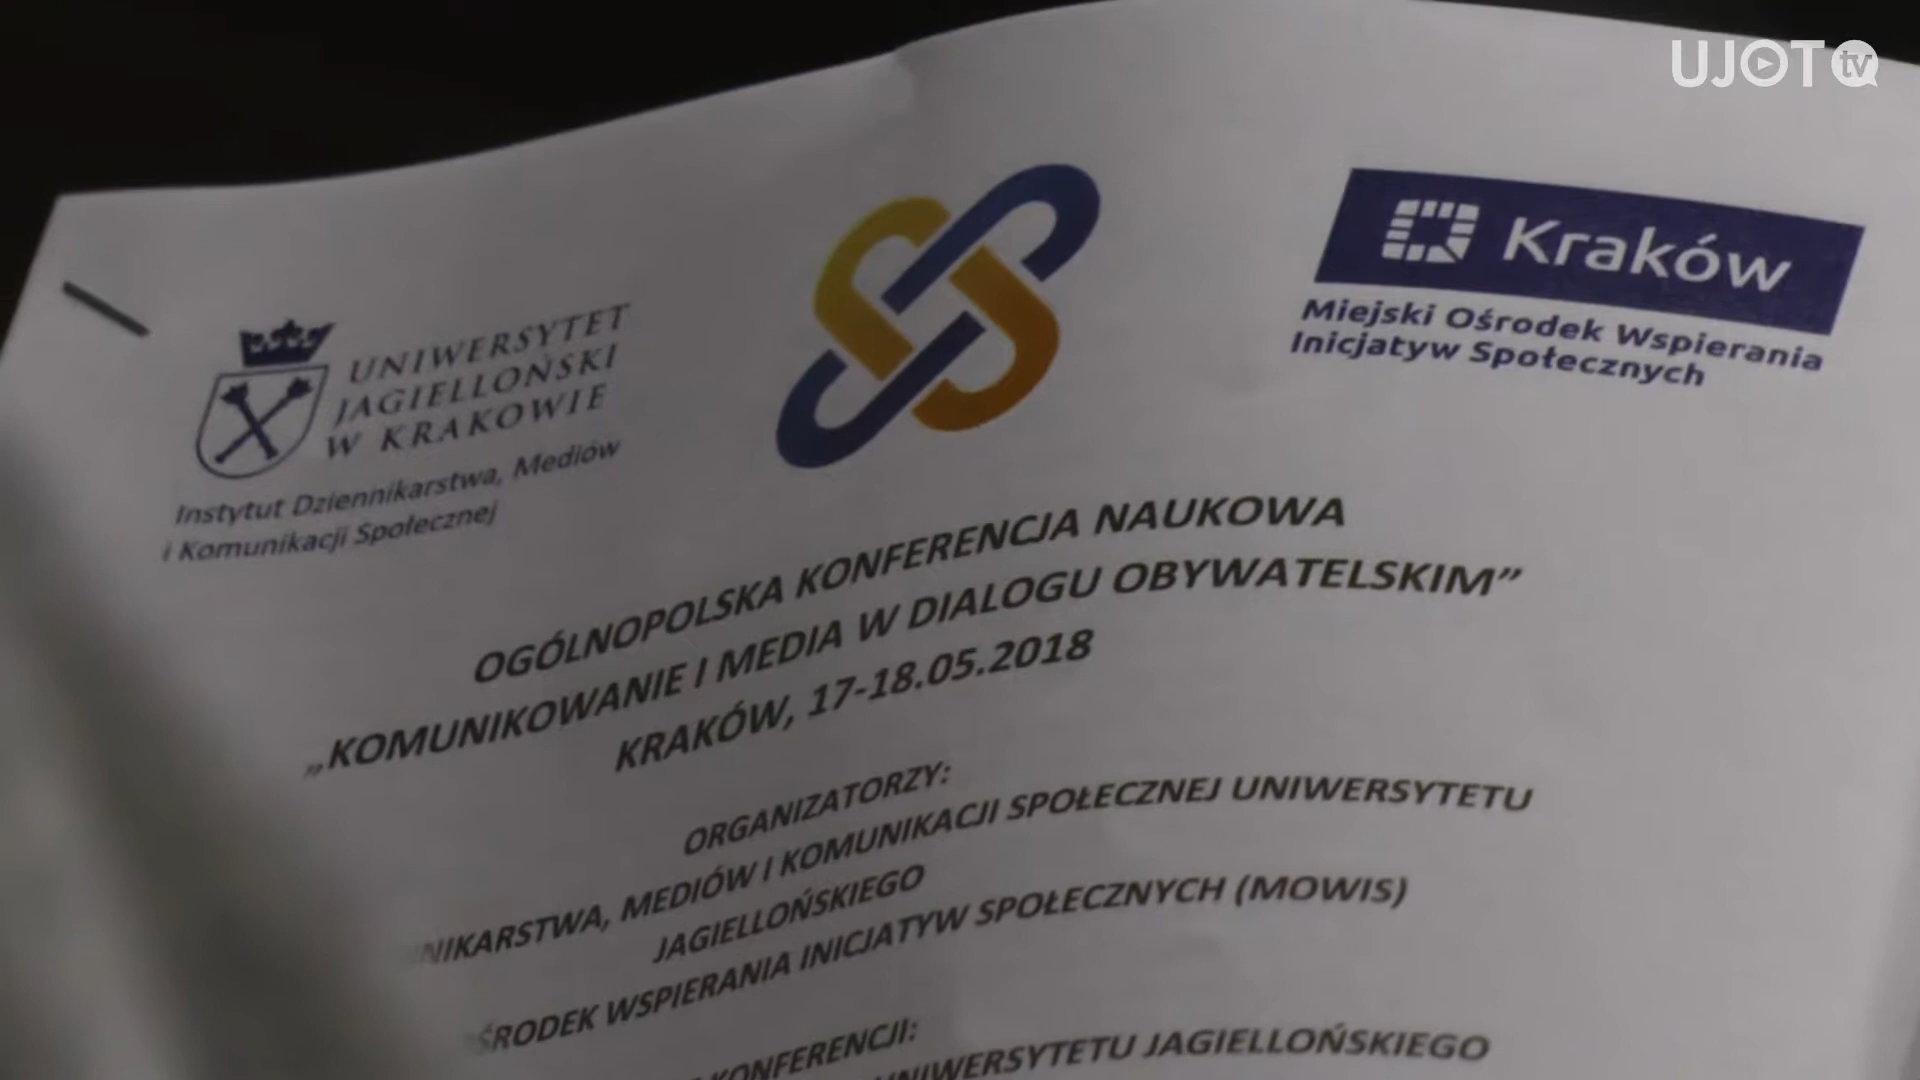 UJOT tv
Kraków
Miejski Ośrodek Wspierania
Inicjatyw Społecznych
UNIWERSYTET
JAGIELLOŃSKI
W KRAKOWIE
Instytut Dziennikarstwa, Mediów
i Komunikacji Społecznej
OGÓLNOPOLSKA KONFERENCJA NAUKOWA
„KOMUNIKOWANIE I MEDIA W DIALOGU OBYWATELSKIM”
KRAKÓW, 17-18.05.2018
ORGANIZATORZY:
NIKARSTWA, MEDIÓW I KOMUNIKACJI SPOŁECZNEJ UNIWERSYTETU
JAGIELLOŃSKIEGO
ŚRODEK WSPIERANIA INICJATYW SPOŁECZNYCH (MOWIS)
KONFERENCJI:
UNIWERSYTETU JAGIELLOŃSKIEGO